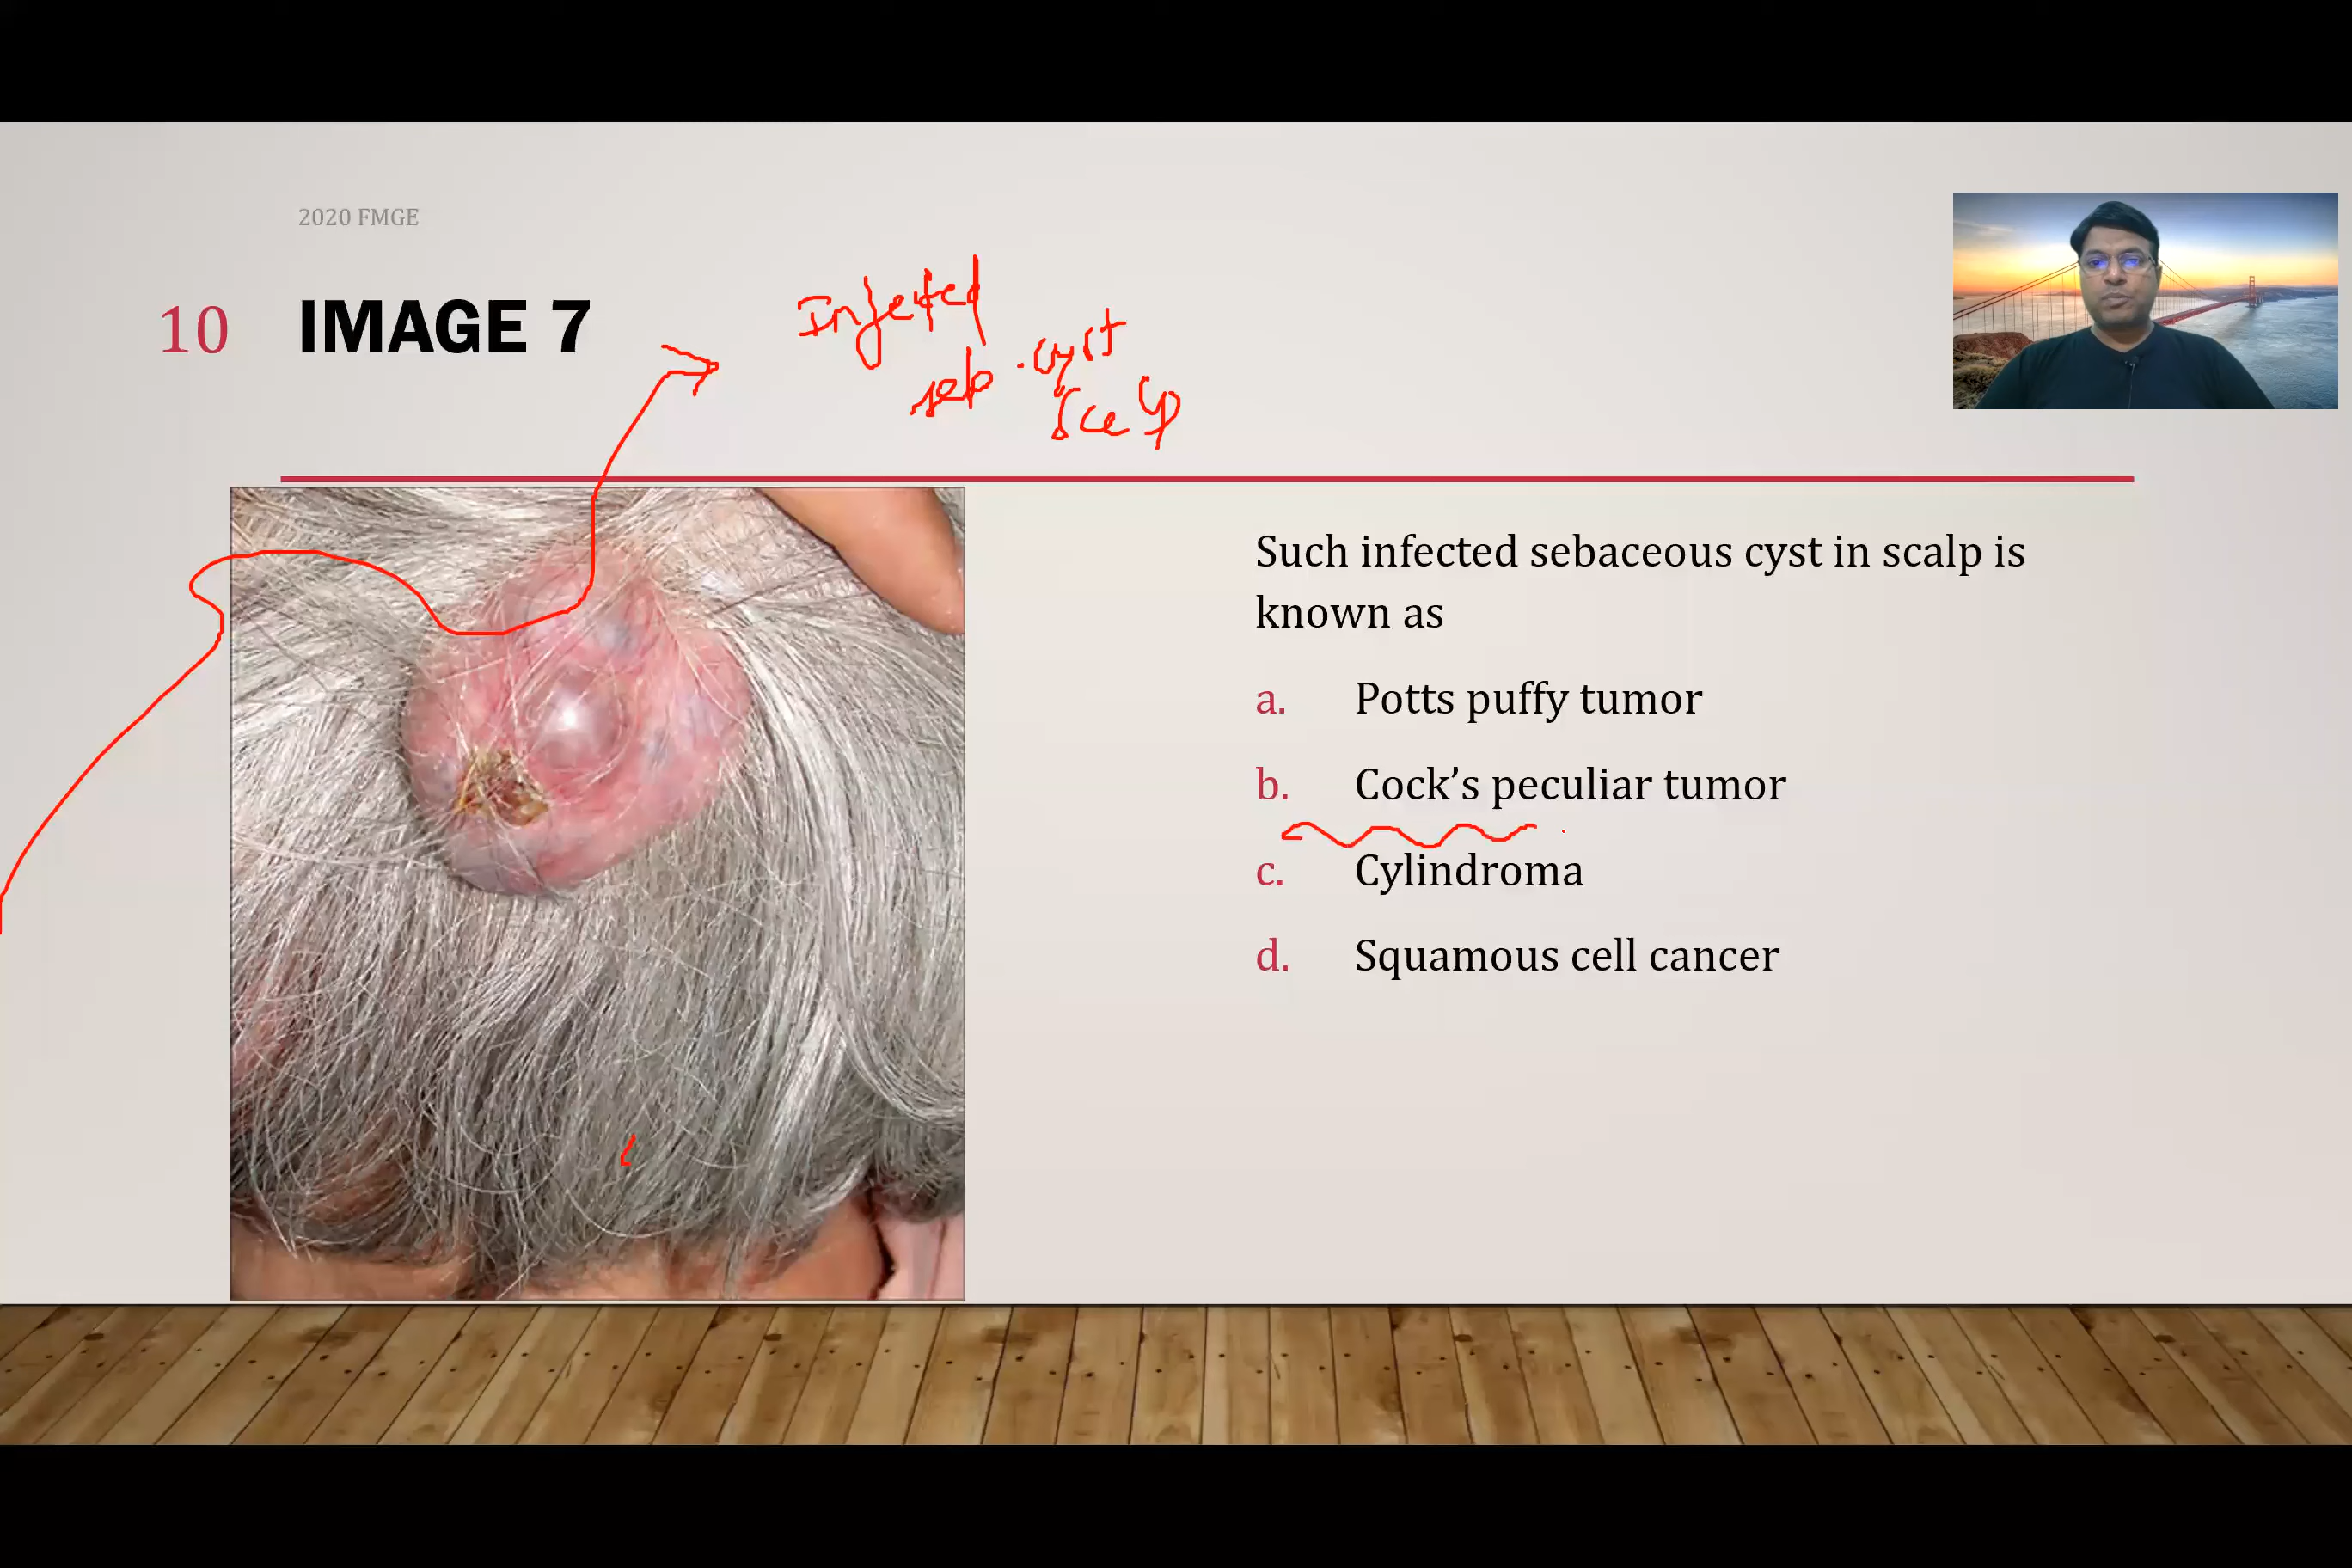 2020 FMGE
10 IMAGE 7
Infected
seb. cyst
Scalp
Such infected sebaceous cyst in scalp is
known as
a. Potts puffy tumor
b. Cock’s peculiar tumor
c. Cylindroma
d. Squamous cell cancer